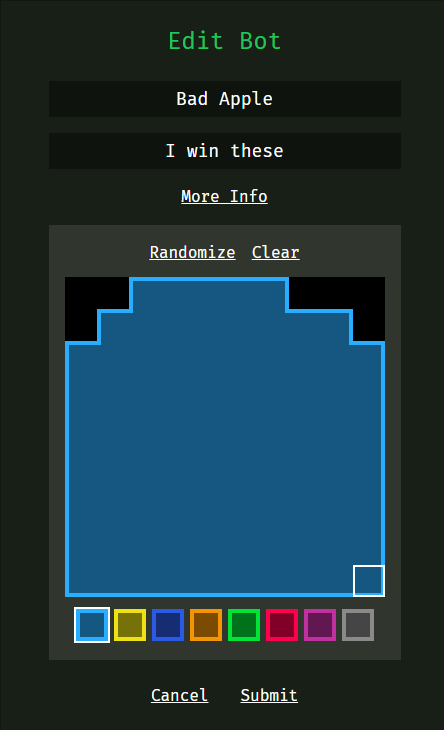 Edit Bot
Bad Apple
I win these
More Info
Randomize Clear
Cancel Submit